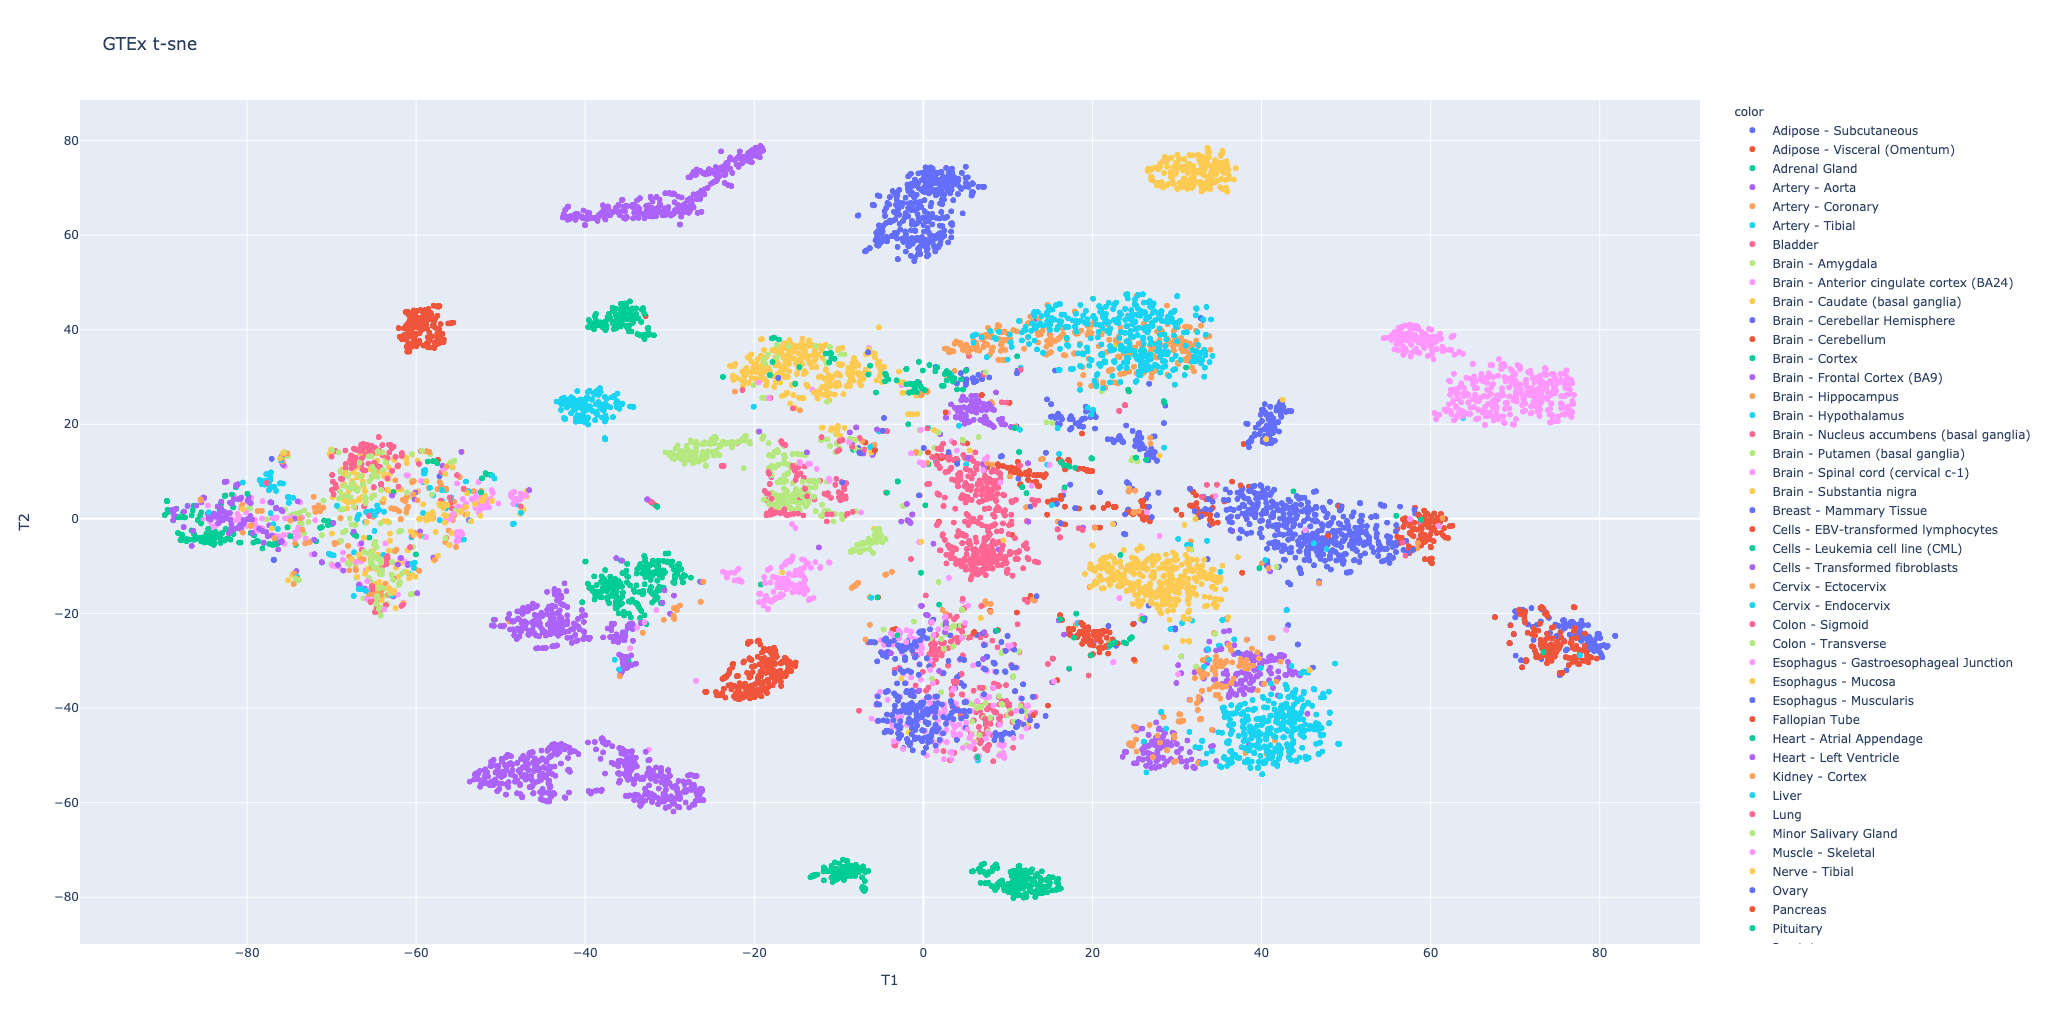 GTEx t-sne
color
Adipose - Subcutaneous
Adipose - Visceral (Omentum)
Adrenal Gland
Artery - Aorta
Artery - Coronary
Artery - Tibial
Bladder
Brain - Amygdala
Brain - Anterior cingulate cortex (BA24)
Brain - Caudate (basal ganglia)
Brain - Cerebellar Hemisphere
Brain - Cerebellum
Brain - Cortex
Brain - Frontal Cortex (BA9)
Brain - Hippocampus
Brain - Hypothalamus
Brain - Nucleus accumbens (basal ganglia)
Brain - Putamen (basal ganglia)
Brain - Spinal cord (cervical c-1)
Brain - Substantia nigra
Breast - Mammary Tissue
Cells - EBV-transformed lymphocytes
Cells - Leukemia cell line (CML)
Cells - Transformed fibroblasts
Cervix - Ectocervix
Cervix - Endocervix
Colon - Sigmoid
Colon - Transverse
Esophagus - Gastroesophageal Junction
Esophagus - Mucosa
Esophagus - Muscularis
Fallopian Tube
Heart - Atrial Appendage
Heart - Left Ventricle
Kidney - Cortex
Liver
Lung
Minor Salivary Gland
Muscle - Skeletal
Nerve - Tibial
Ovary
Pancreas
Pituitary
80
60
40
20
0
−20
−40
−60
−80
T2
−80
−60
−40
−20
0
20
40
60
80
T1